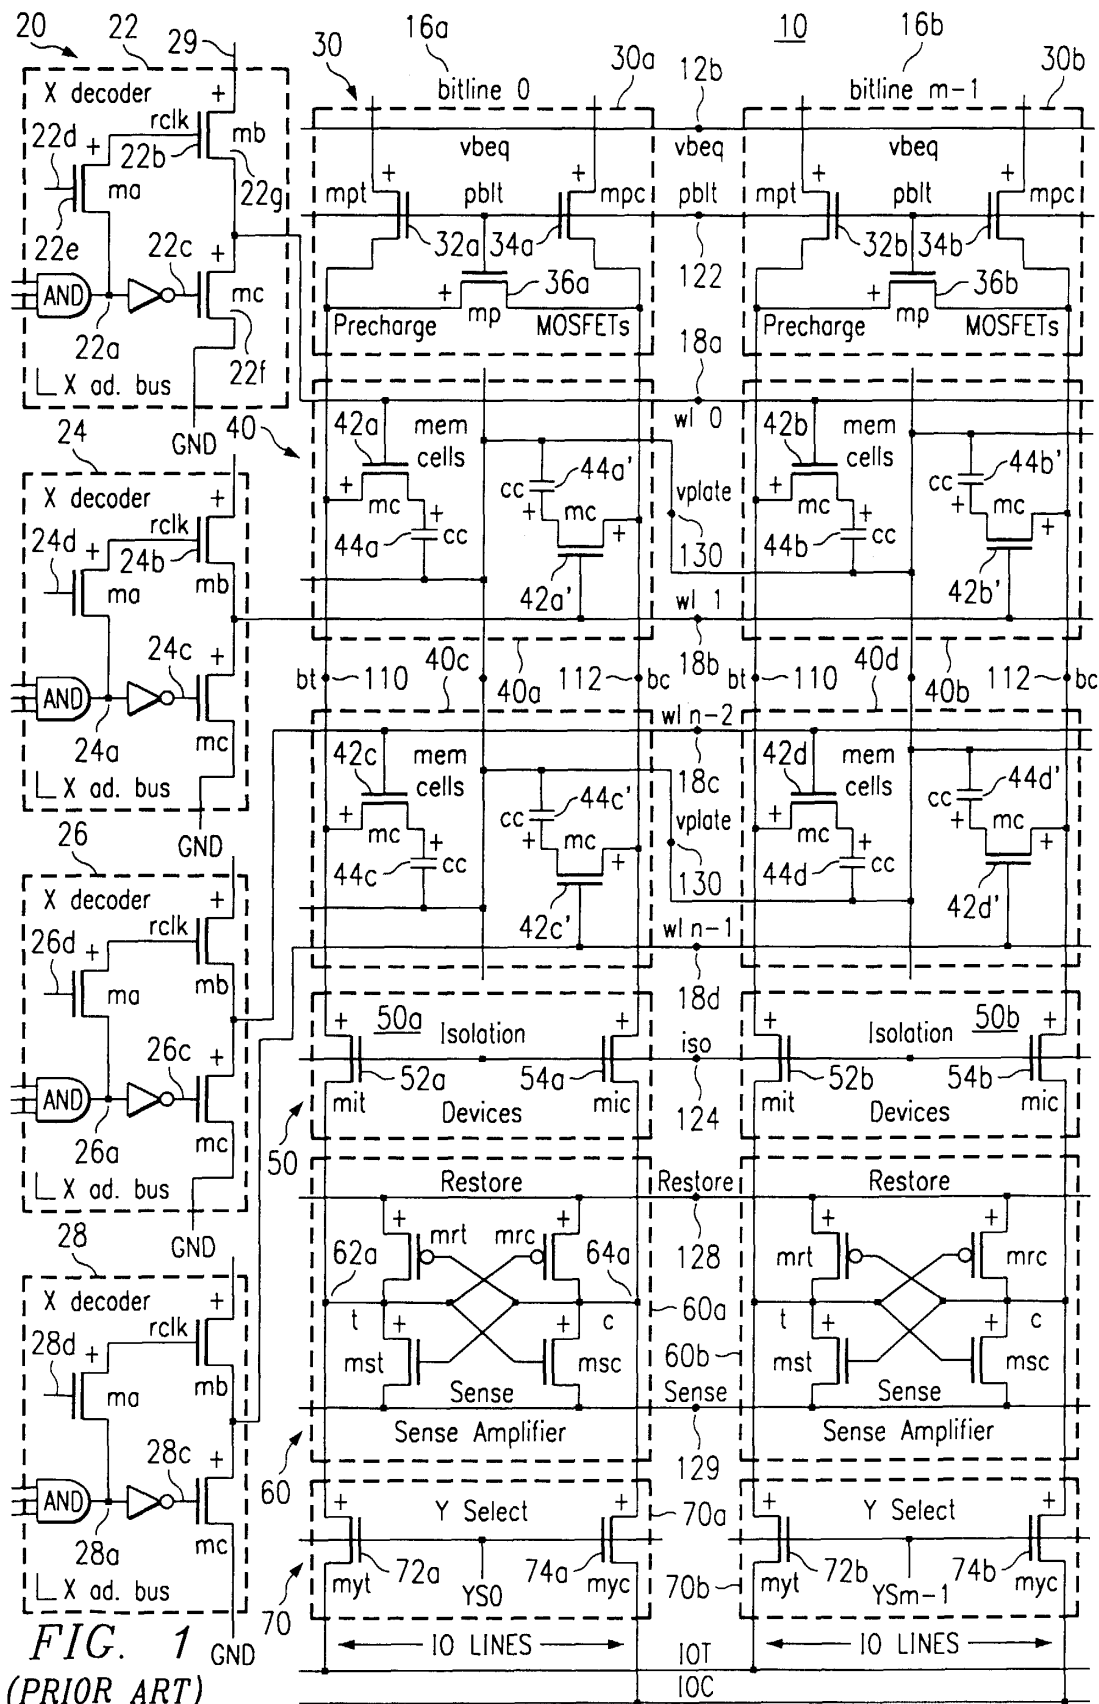 20 22 29 16a 10 16b
30 30a 12b 30b
bitline 0 bitline m-1
X decoder + rclk mb
22d + 22b 22g
ma
22e 22c +
AND mc
22a 22f
X ad. bus
GND
vbeq vbeq vbeq
mpt + pblt + mpc pblt mpt + pblt + mpc
32a 34a 122 32b 34b
+ 36a + 36b
mp mp
Precharge MOSFETs Precharge MOSFETs
18a
24 40
42a mem cells wl 0 42b mem cells
44a' 44b'
+ mc + cc + mc + vplate + mc + cc + mc +
44a cc 130 44b cc
42a' wl 1 42b'
X decoder +
rclk
24d + 24b
ma mb
24c +
AND
24a mc
X ad. bus
GND
40c 40a 18b 40d 40b
bt 110 112 bc bt 110 bc
wl n-2
42c mem cells 18c 42d mem cells
44c' 44d'
+ mc + cc + mc + vplate + mc + cc + mc +
44c cc 130 44d cc
42c' wl n-1 42d'
18d
26
X decoder +
rclk
26d +
ma mb
26c +
AND
26a mc
X ad. bus
GND
+ 50a + + 50b +
Isolation iso Isolation
52a 54a 52b 54b
mit Devices mic 124 mit Devices mic
50
Restore Restore Restore
+ mrt mrc + 128 + mrt mrc +
62a 64a 60a
t + + c t + + c
mst msc 60b mst msc
Sense Sense Sense
Sense Amplifier 129 Sense Amplifier
60
28
X decoder +
rclk
28d +
ma mb
28c +
AND
28a mc
X ad. bus
GND
+ Y Select + 70a + Y Select +
72a 74a 72b 74b
myt YS0 myc 70b myt YSm-1 myc
70
IO LINES IO LINES
IOT
IOC
FIG. 1
(PRIOR ART)